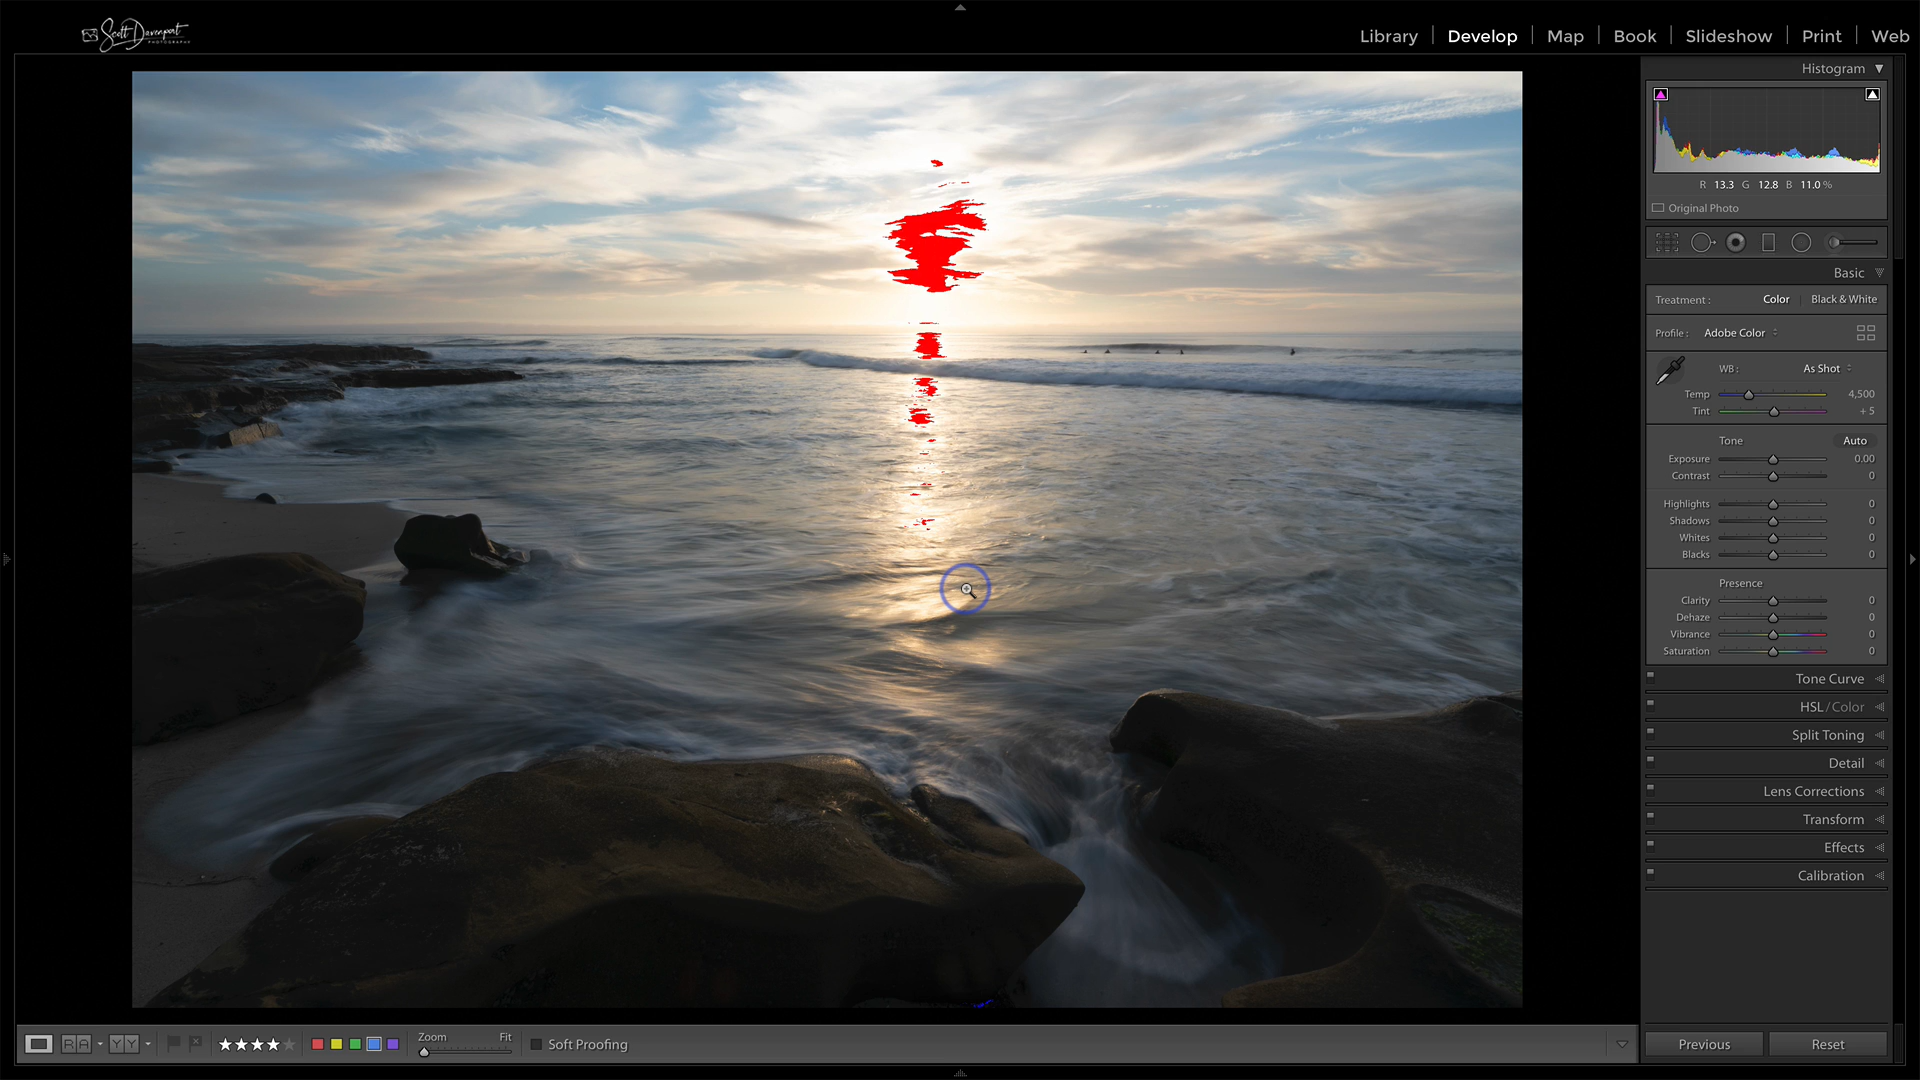 Scott Davenport
PHOTOGRAPHY
Library
Develop
Map
Book
Slideshow
Print
Web
Histogram
R 13.3 G 12.8 B 11.0 %
Original Photo
Basic
Treatment : Color Black & White
Profile : Adobe Color
WB : As Shot
Temp 4,500
Tint + 5
Tone Auto
Exposure 0.00
Contrast 0
Highlights 0
Shadows 0
Whites 0
Blacks 0
Presence
Clarity 0
Dehaze 0
Vibrance 0
Saturation 0
Tone Curve
HSL / Color
Split Toning
Detail
Lens Corrections
Transform
Effects
Calibration
R A Y Y Zoom Fit Soft Proofing
Previous Reset